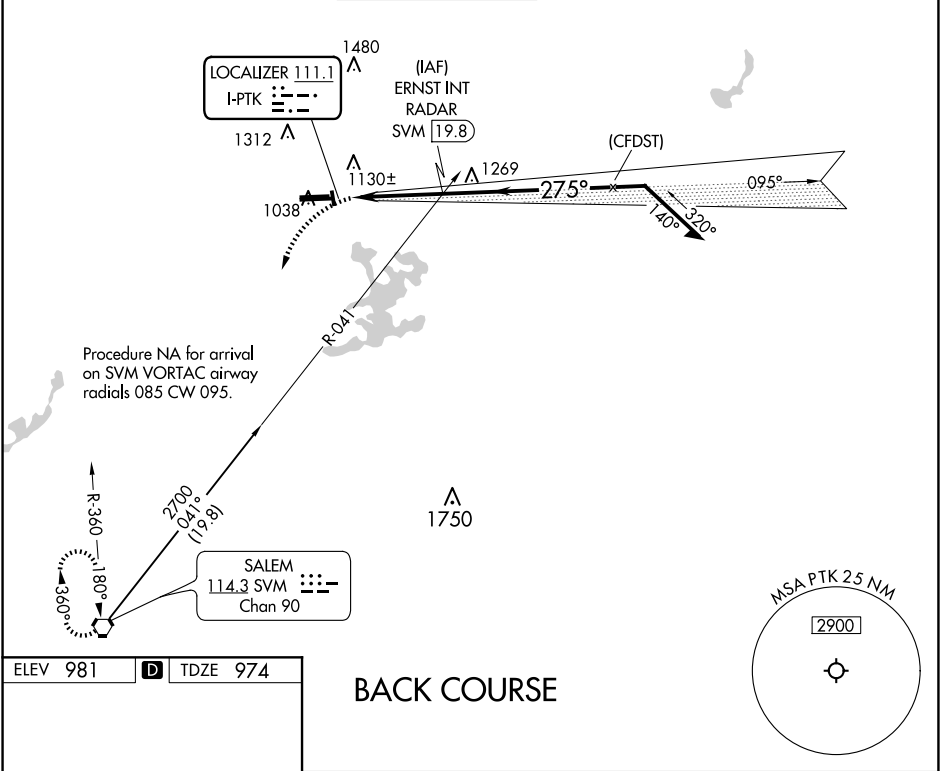 1480
LOCALIZER 111.1
I-PTK
1312
(IAF)
ERNST INT
RADAR
SVM 19.8
(CFDST)
1130±
1269
275°
095°
1038
140°
320°
R-041
Procedure NA for arrival
on SVM VORTAC airway
radials 085 CW 095.
2700
041°
(19.8)
1750
R-360
180°
360°
SALEM
114.3 SVM
Chan 90
MSA PTK 25 NM
2900
ELEV 981 D TDZE 974
BACK COURSE